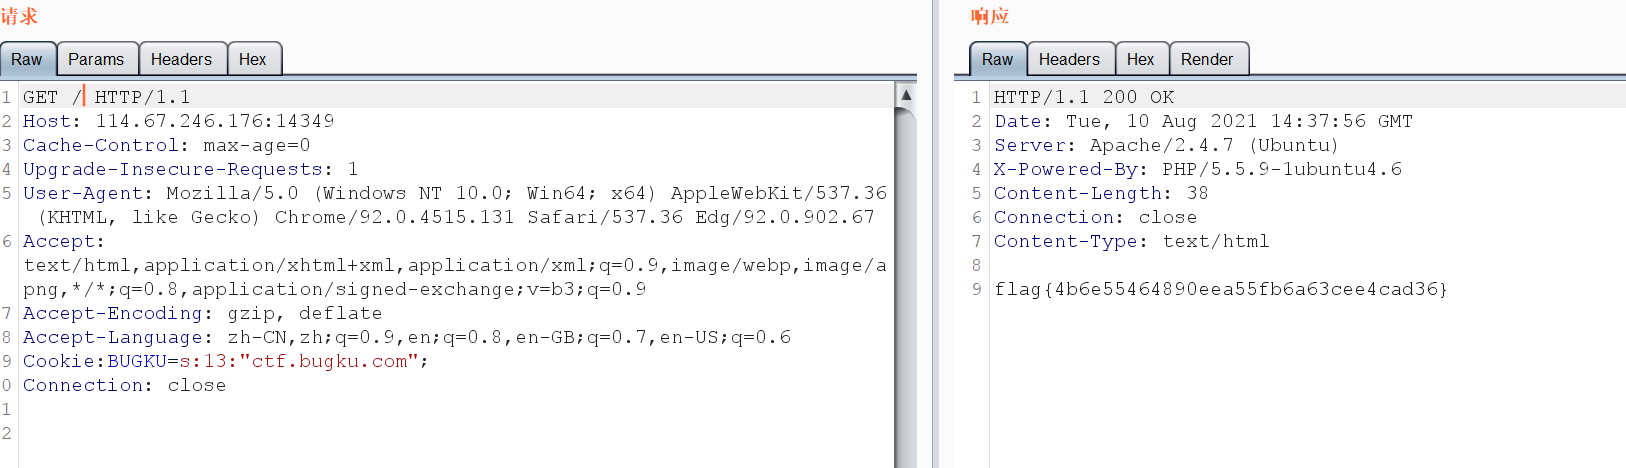 请求
Raw Params Headers Hex
1 GET / HTTP/1.1
2 Host: 114.67.246.176:14349
3 Cache-Control: max-age=0
4 Upgrade-Insecure-Requests: 1
5 User-Agent: Mozilla/5.0 (Windows NT 10.0; Win64; x64) AppleWebKit/537.36
(KHTML, like Gecko) Chrome/92.0.4515.131 Safari/537.36 Edg/92.0.902.67
6 Accept:
text/html,application/xhtml+xml,application/xml;q=0.9,image/webp,image/a
png,*/*;q=0.8,application/signed-exchange;v=b3;q=0.9
7 Accept-Encoding: gzip, deflate
8 Accept-Language: zh-CN,zh;q=0.9,en;q=0.8,en-GB;q=0.7,en-US;q=0.6
9 Cookie:BUGKU=s:13:"ctf.bugku.com";
0 Connection: close
1
2
响应
Raw Headers Hex Render
1 HTTP/1.1 200 OK
2 Date: Tue, 10 Aug 2021 14:37:56 GMT
3 Server: Apache/2.4.7 (Ubuntu)
4 X-Powered-By: PHP/5.5.9-1ubuntu4.6
5 Content-Length: 38
6 Connection: close
7 Content-Type: text/html
8
9 flag{4b6e55464890eea55fb6a63cee4cad36}